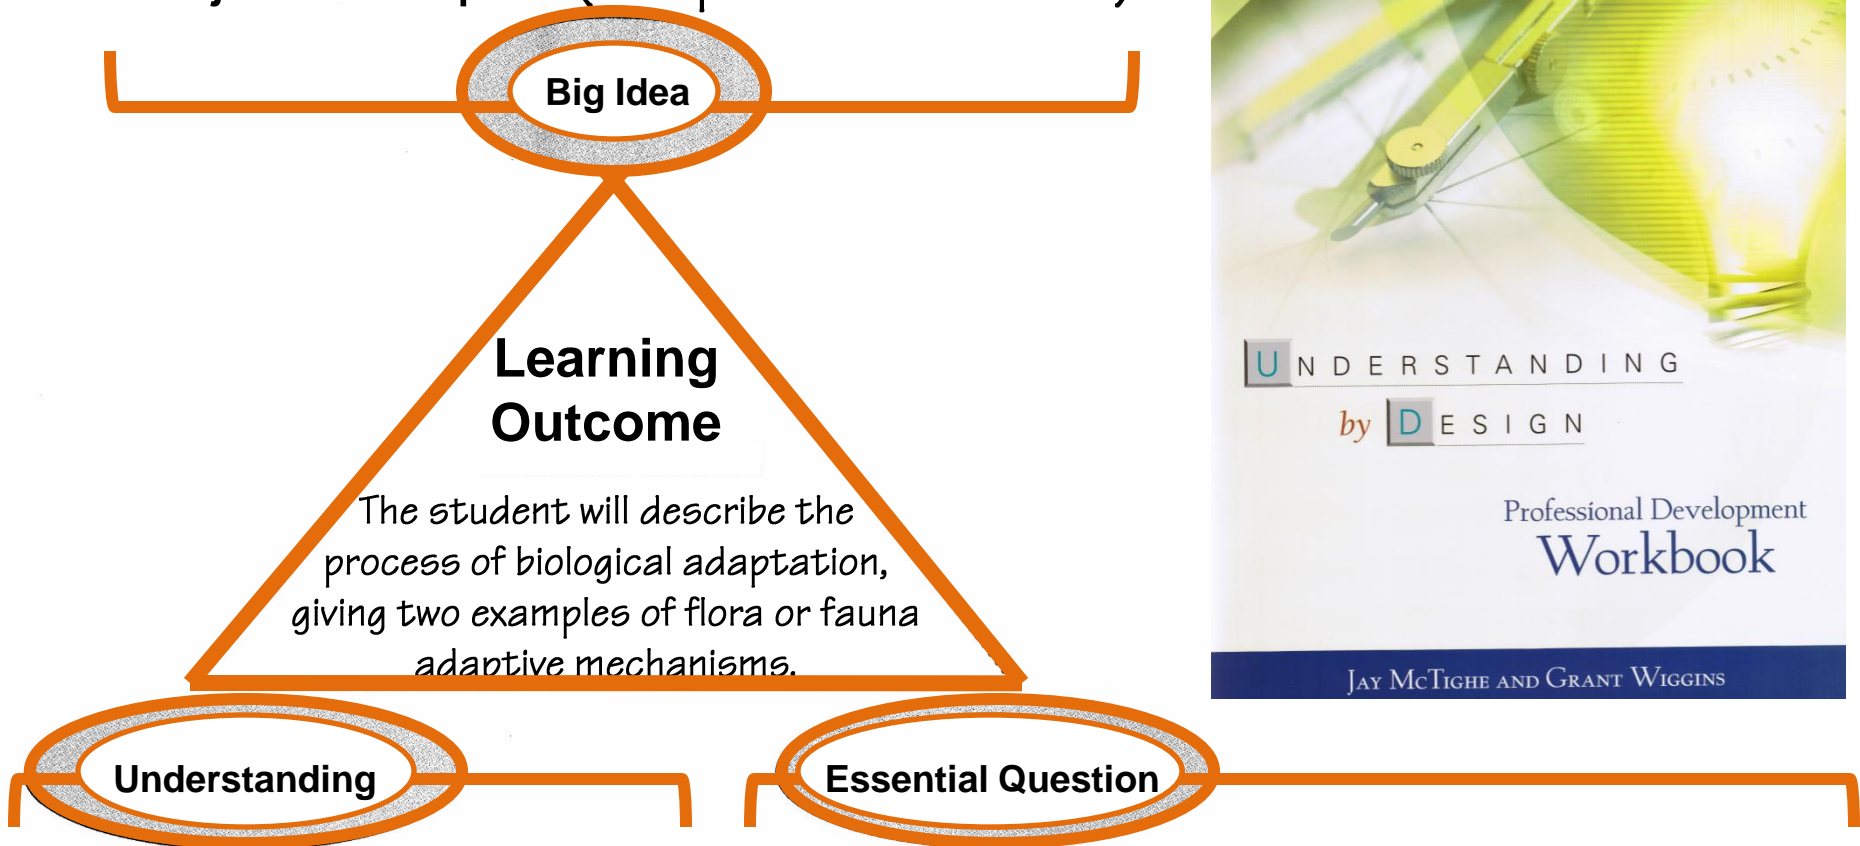 Big Idea
Learning
Outcome
The student will describe the
process of biological adaptation,
giving two examples of flora or fauna
adaptive mechanisms.
Understanding
Essential Question
UNDERSTANDING
by DESIGN
Professional Development
Workbook
JAY MCTIGHE AND GRANT WIGGINS